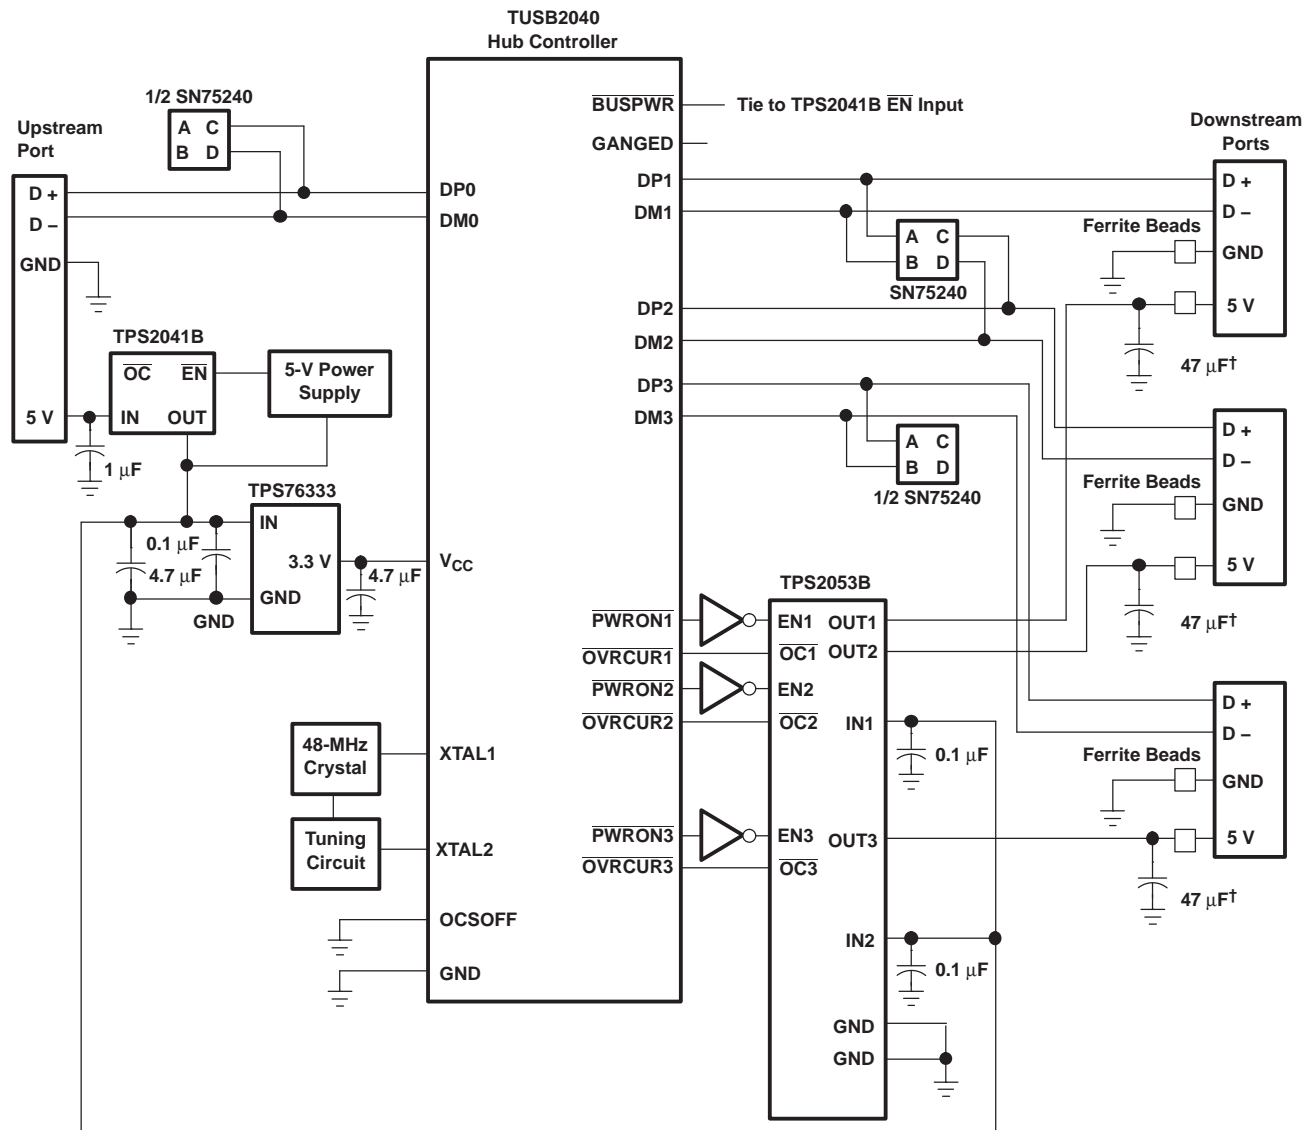 TUSB2040
Hub Controller
1/2 SN75240
A C
B D
Upstream
Port
D +
D –
GND
5 V
BUSPWR
Tie to TPS2041B EN Input
GANGED
DP0
DM0
DP1
DM1
A C
B D
SN75240
DP2
DM2
DP3
DM3
A C
B D
1/2 SN75240
Downstream
Ports
D +
D –
Ferrite Beads
GND
5 V
47 μF†
D +
D –
Ferrite Beads
GND
5 V
47 μF†
D +
D –
Ferrite Beads
GND
5 V
47 μF†
TPS2041B
OC EN
IN OUT
5-V Power
Supply
1 μF
TPS76333
IN
3.3 V
GND
0.1 μF
4.7 μF
GND
4.7 μF
VCC
TPS2053B
PWRON1
EN1
OUT1
OVRCUR1
OC1
OUT2
PWRON2
EN2
OVRCUR2
OC2
IN1
0.1 μF
PWRON3
EN3
OUT3
OVRCUR3
OC3
IN2
0.1 μF
GND
GND
48-MHz
Crystal
XTAL1
Tuning
Circuit
XTAL2
OCSOFF
GND